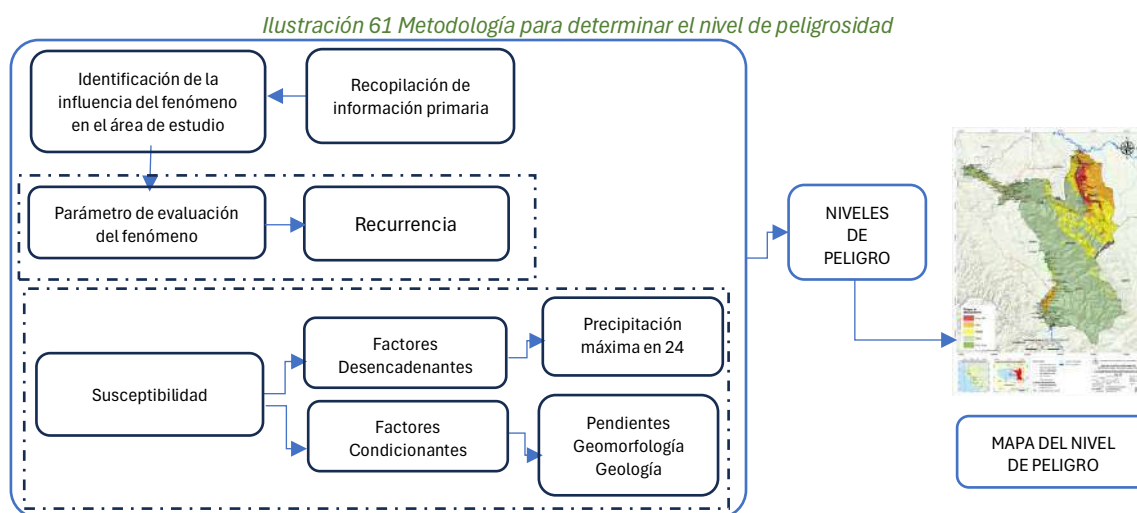 Ilustración 61 Metodología para determinar el nivel de peligrosidad
Identificación de la
influencia del fenómeno
en el área de estudio
Recopilación de
información primaria
Parámetro de evaluación
del fenómeno
Recurrencia
Susceptibilidad
Factores
Desencadenantes
Precipitación
máxima en 24
Factores
Condicionantes
Pendientes
Geomorfología
Geología
NIVELES
DE
PELIGRO
MAPA DEL NIVEL
DE PELIGRO